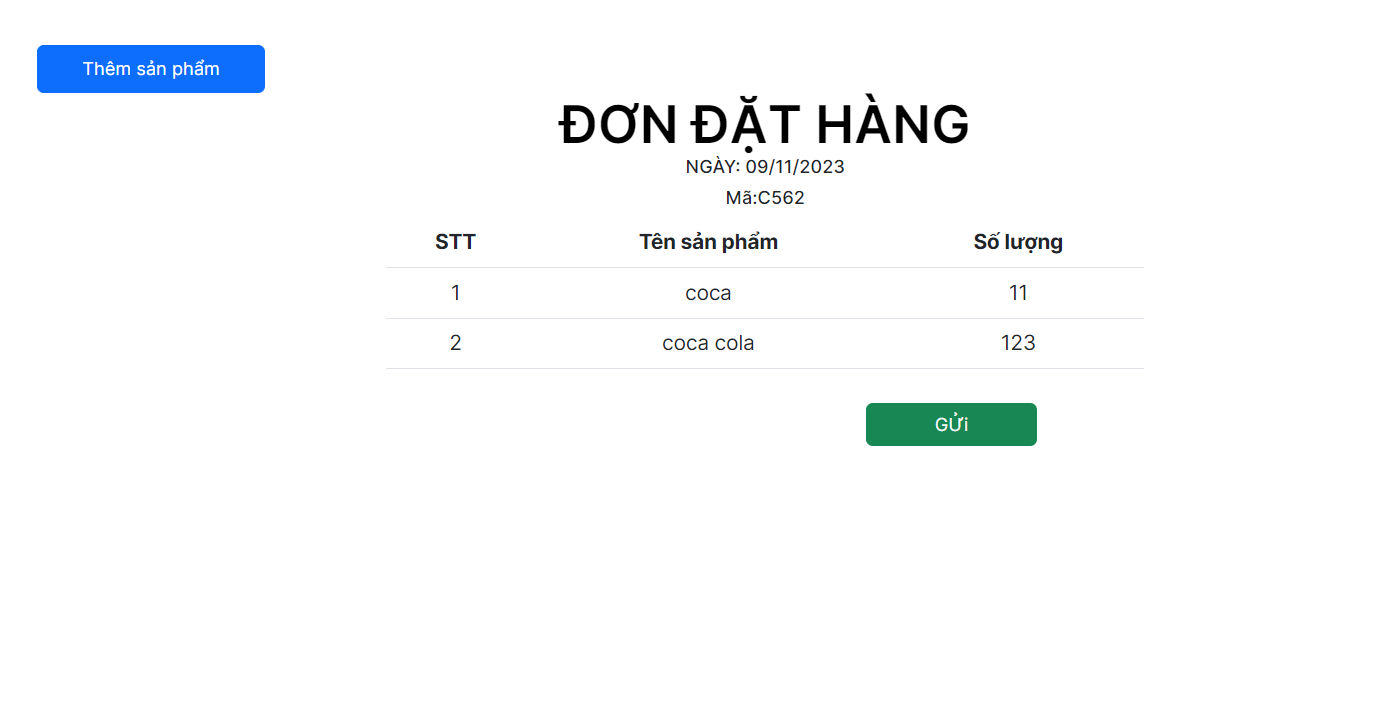 Thêm sản phẩm
ĐƠN ĐẶT HÀNG
NGÀY: 09/11/2023
Mã:C562
STT Tên sản phẩm Số lượng
1 coca 11
2 coca cola 123
GỬi